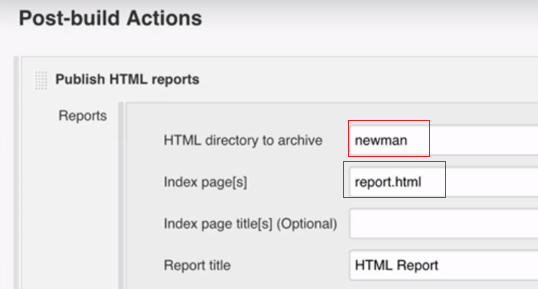 Post-build Actions
Publish HTML reports
Reports
HTML directory to archive
newman
Index page[s]
report.html
Index page title[s] (Optional)
Report title
HTML Report